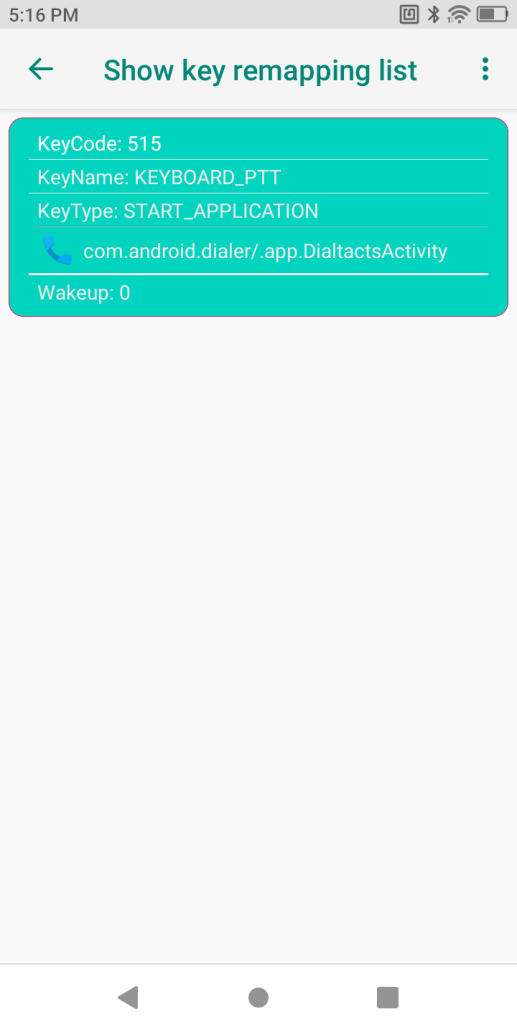 5:16 PM
Show key remapping list
KeyCode: 515
KeyName: KEYBOARD_PTT
KeyType: START_APPLICATION
com.android.dialer/.app.DialtactsActivity
Wakeup: 0